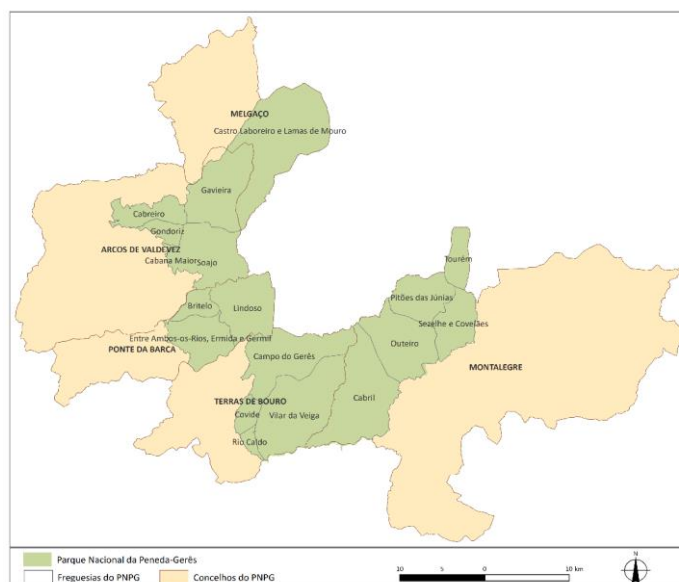 MELGAÇO
Castro Laboreiro e Lamas de Mouro
Gavieira
Cabreiro
Gondoriz
ARCOS DE VALDEVEZ
Cabana Maior
Soajo
Tourém
Pitões das Júnias
Britelo
Lindoso
Sezelhe e Covelães
Entre Ambos-os-Rios, Ermida e Germil
Outeiro
PONTE DA BARCA
Campo do Gerês
MONTALEGRE
Cabril
TERRAS DE BOURO
Covide
Vilar da Veiga
Rio Caldo
Parque Nacional da Peneda-Gerês
Freguesias do PNPG
Concelhos do PNPG
10 5 0 10 km
N